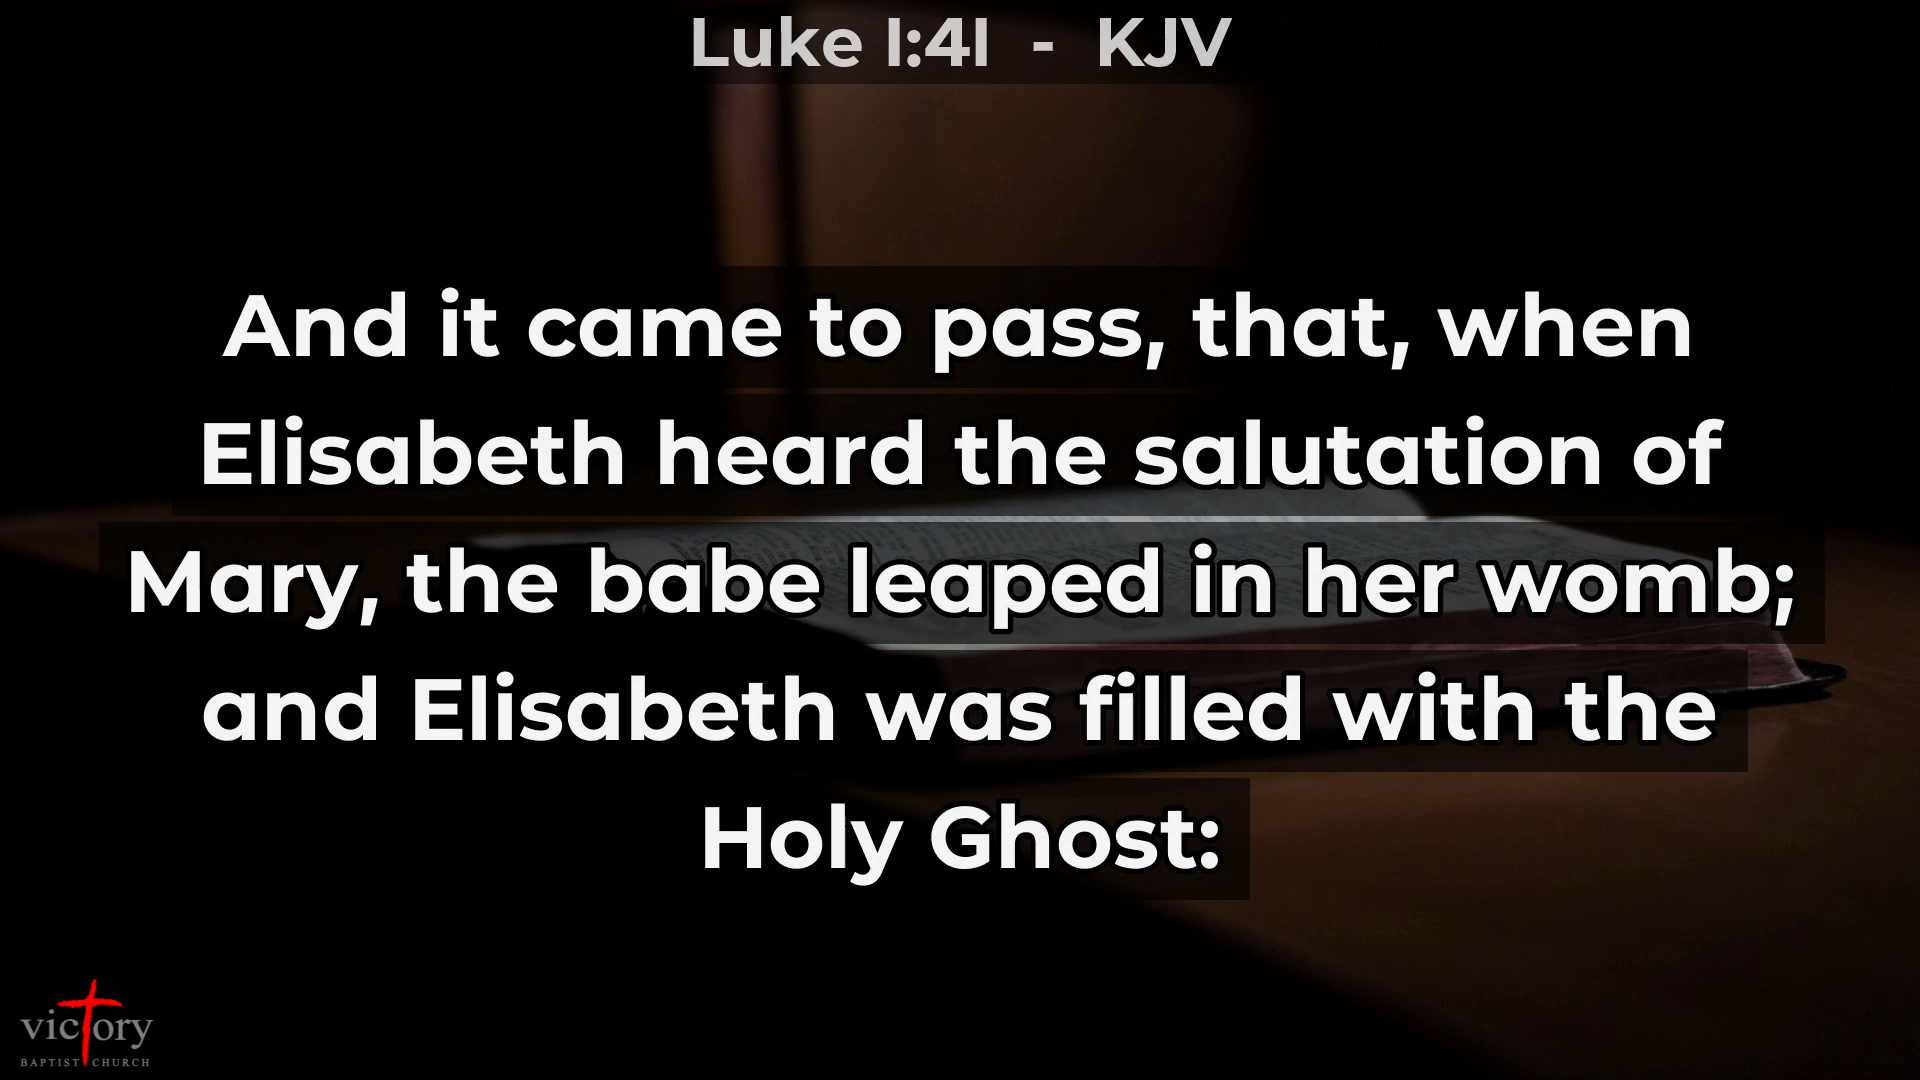 Luke 1:41 - KJV
And it came to pass, that, when
Elisabeth heard the salutation of
Mary, the babe leaped in her womb;
and Elisabeth was filled with the
Holy Ghost:
victory
BAPTIST CHURCH